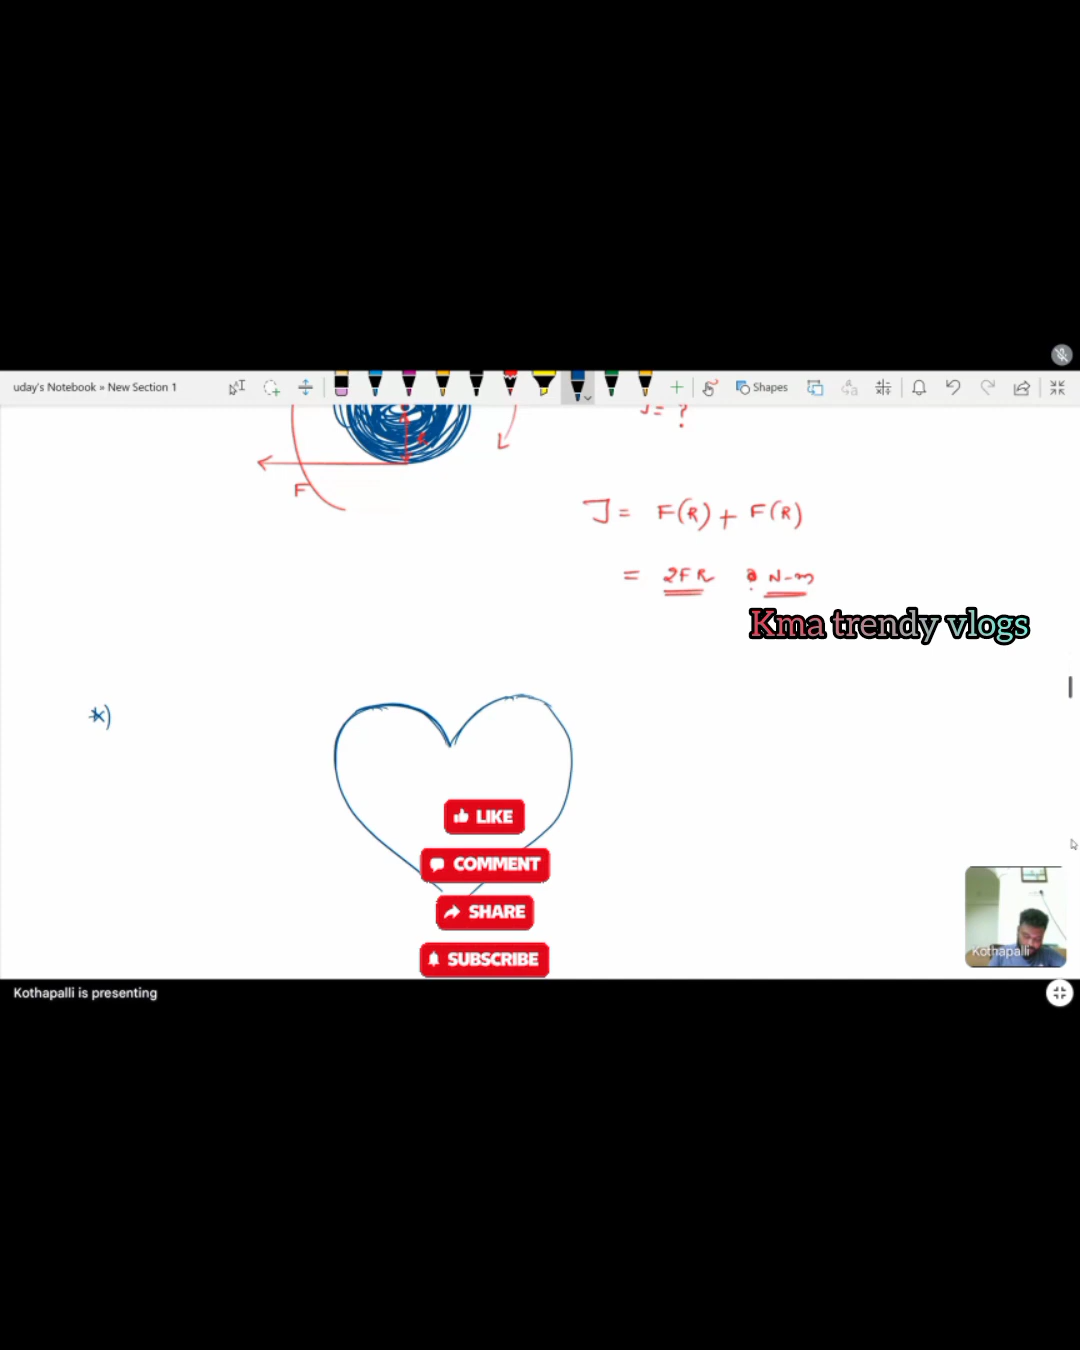 uday's Notebook » New Section 1
Shapes
J = ?
F
R
J = F(R) + F(R)
= 2FR N-m
Kma trendy vlogs
*)
LIKE
COMMENT
SHARE
SUBSCRIBE
Kothapalli
Kothapalli is presenting